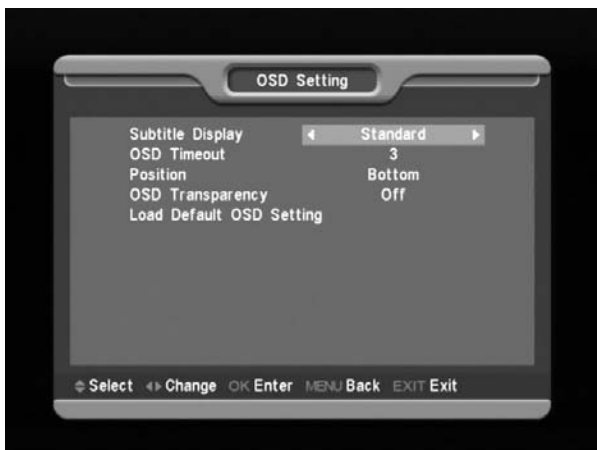 OSD Setting
Subtitle Display Standard
OSD Timeout 3
Position Bottom
OSD Transparency Off
Load Default OSD Setting
Select Change OK Enter MENU Back EXIT Exit